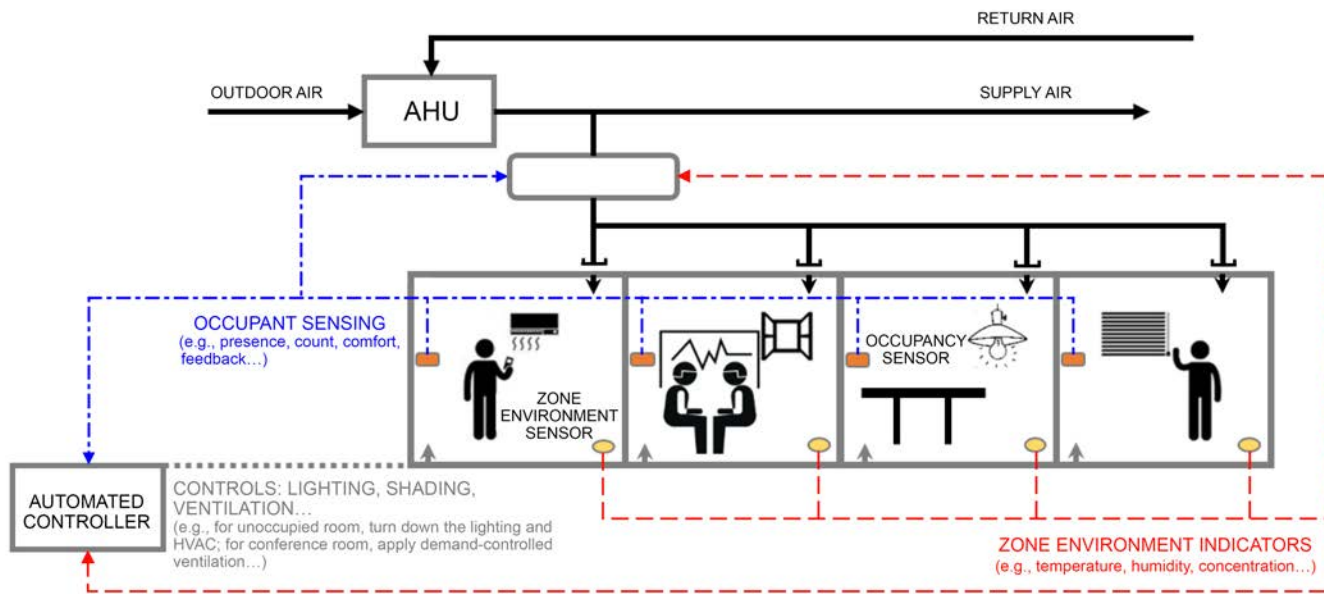 RETURN AIR
OUTDOOR AIR
AHU
SUPPLY AIR
OCCUPANT SENSING
(e.g., presence, count, comfort,
feedback…)
OCCUPANCY
SENSOR
ZONE
ENVIRONMENT
SENSOR
AUTOMATED
CONTROLLER
CONTROLS: LIGHTING, SHADING,
VENTILATION…
(e.g., for unoccupied room, turn down the lighting and
HVAC; for conference room, apply demand-controlled
ventilation…)
ZONE ENVIRONMENT INDICATORS
(e.g., temperature, humidity, concentration…)